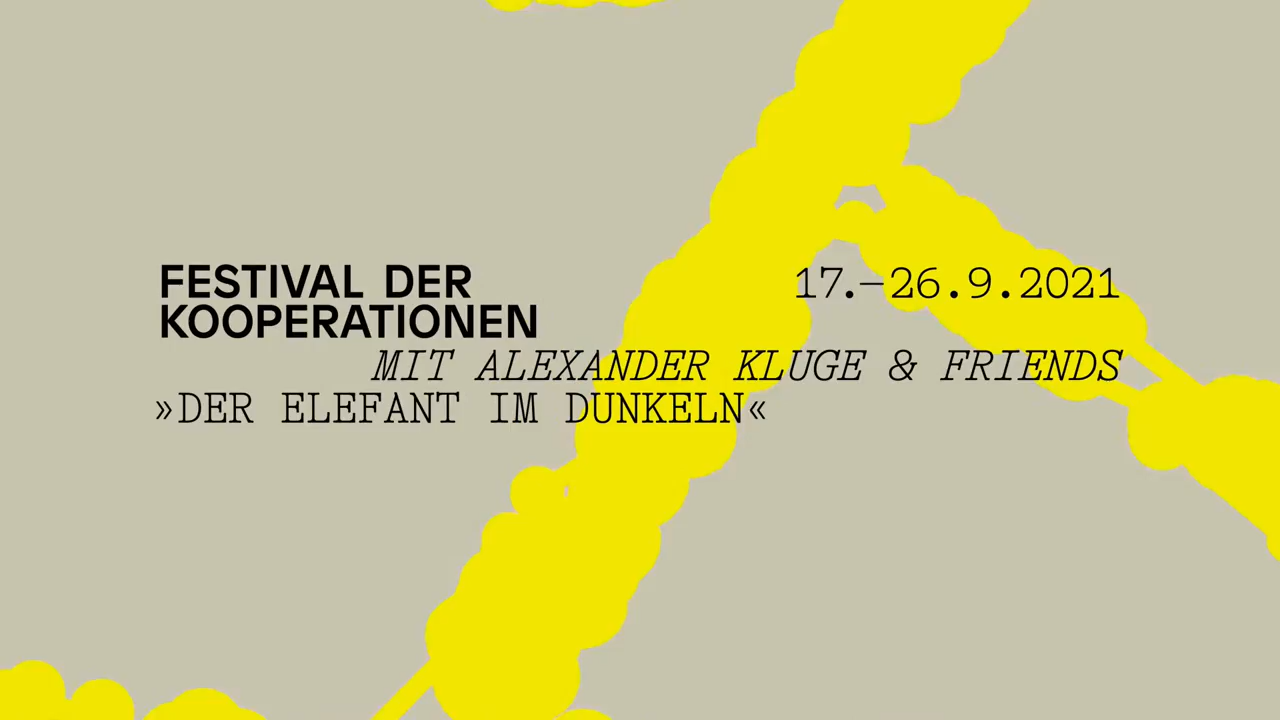 FESTIVAL DER
KOOPERATIONEN
17.–26.9.2021
MIT ALEXANDER KLUGE & FRIENDS
»DER ELEFANT IM DUNKELN«